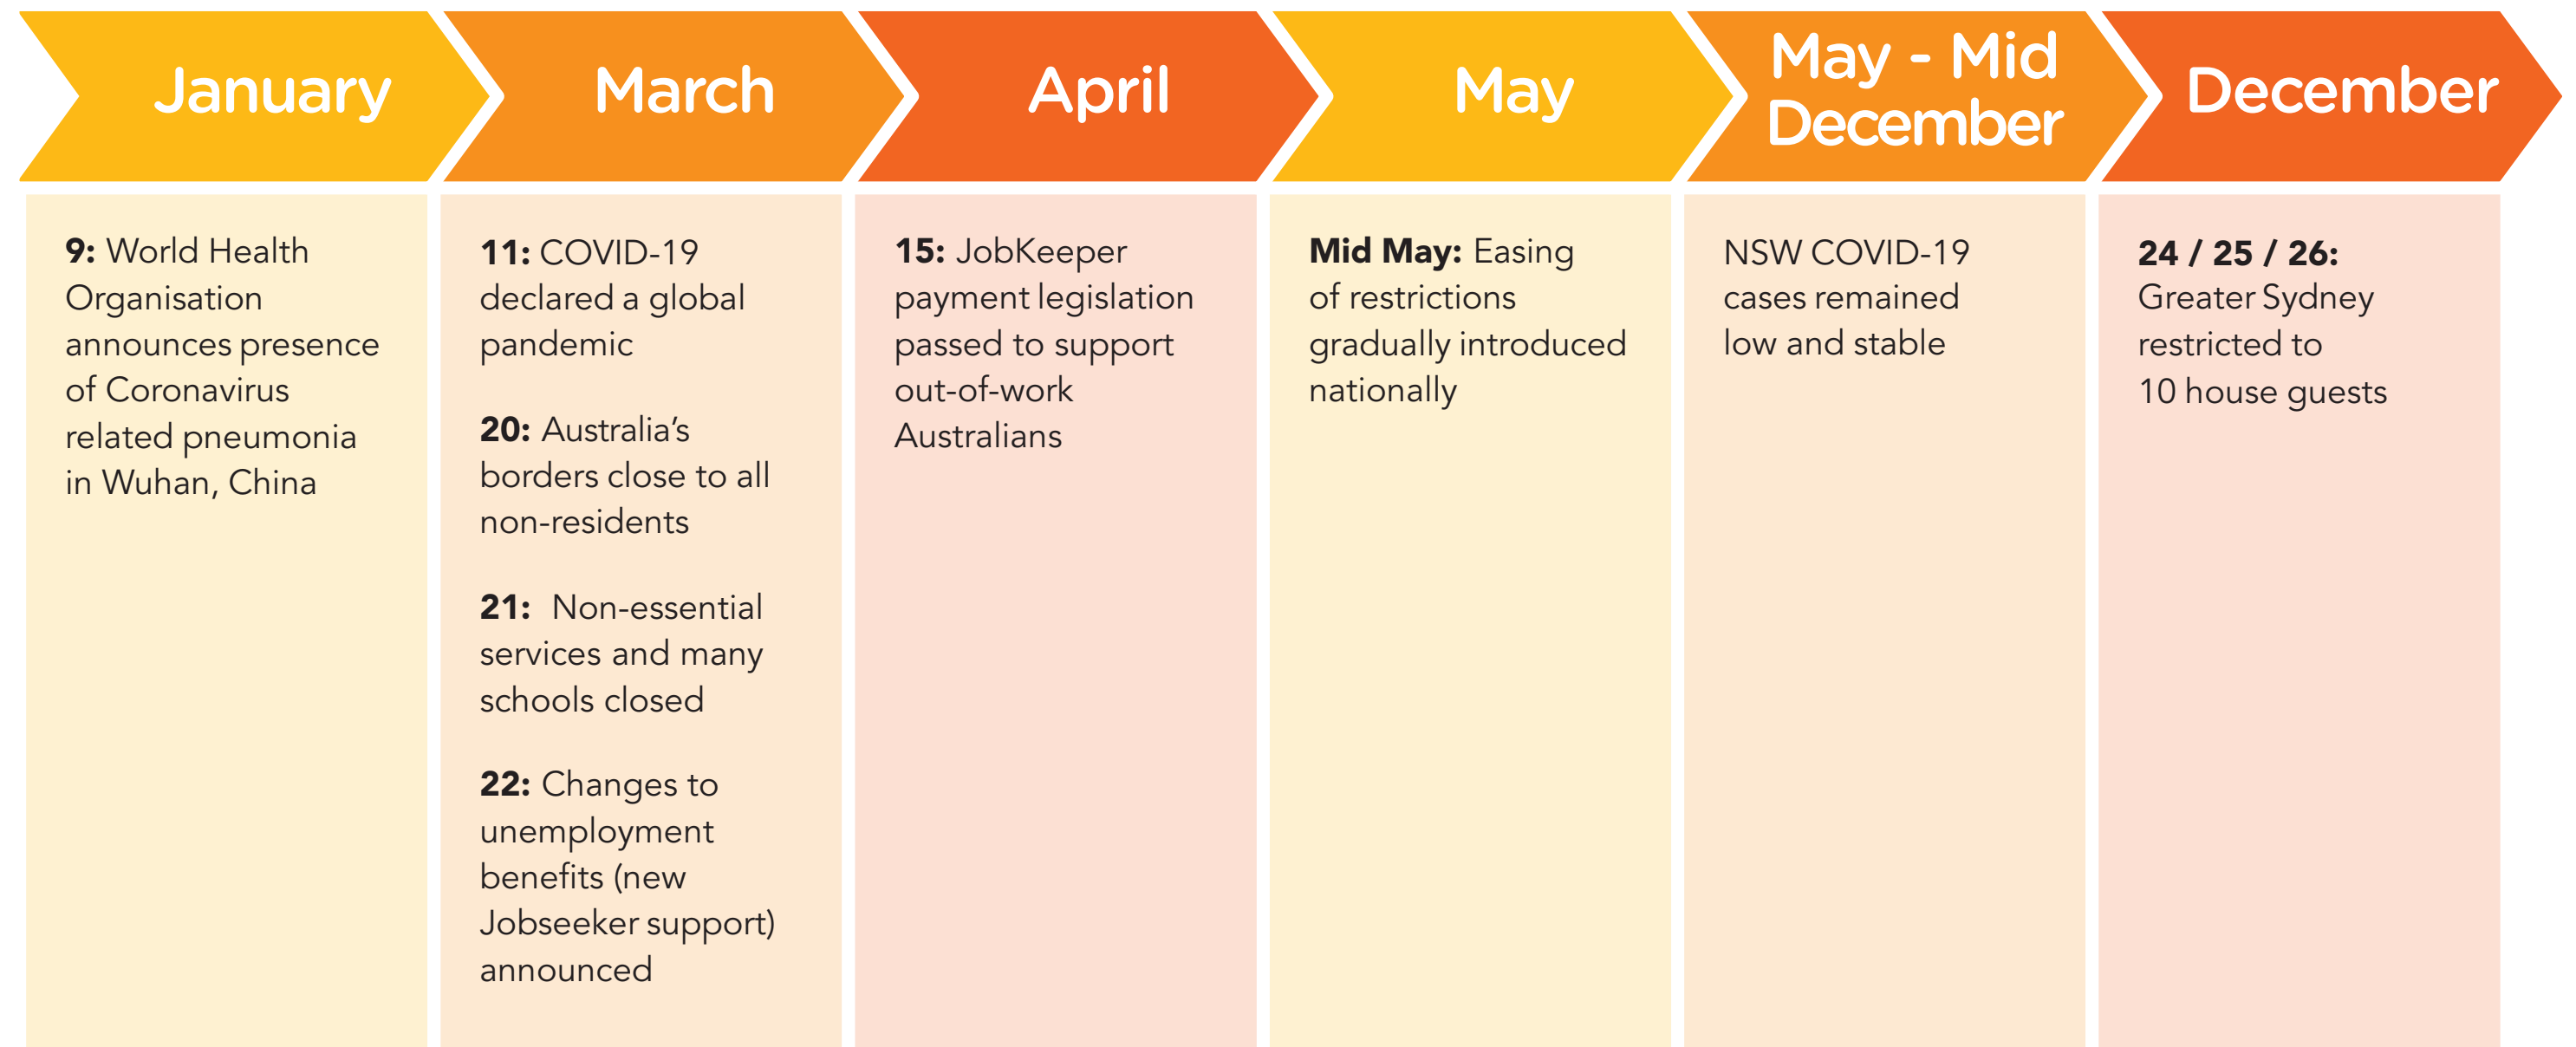 January
March
April
May
May - Mid
December
December
9: World Health
Organisation
announces presence
of Coronavirus
related pneumonia
in Wuhan, China
11: COVID-19
declared a global
pandemic
20: Australia’s
borders close to all
non-residents
21: Non-essential
services and many
schools closed
22: Changes to
unemployment
benefits (new
Jobseeker support)
announced
15: JobKeeper
payment legislation
passed to support
out-of-work
Australians
Mid May: Easing
of restrictions
gradually introduced
nationally
NSW COVID-19
cases remained
low and stable
24 / 25 / 26:
Greater Sydney
restricted to
10 house guests